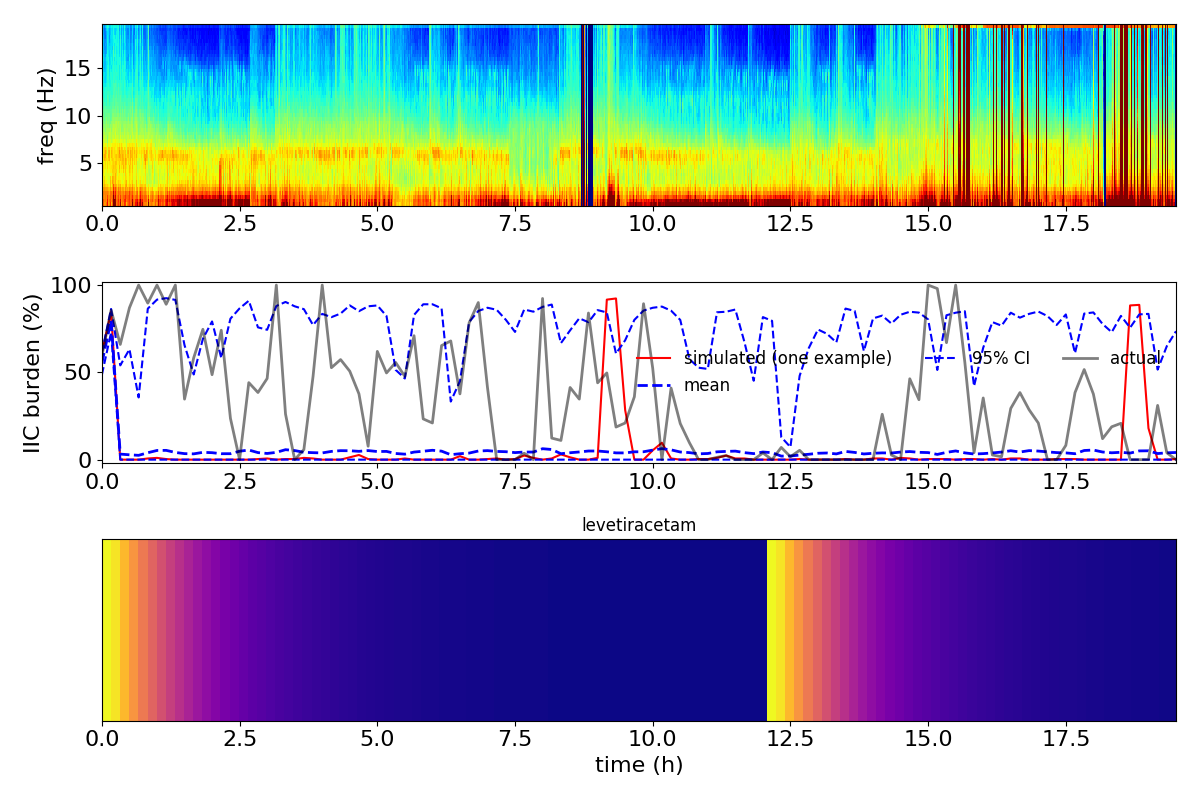 freq (Hz)
15
10
5
0.0 2.5 5.0 7.5 10.0 12.5 15.0 17.5
IIC burden (%)
100
50
0
simulated (one example) 95% CI actual
mean
0.0 2.5 5.0 7.5 10.0 12.5 15.0 17.5
levetiracetam
0.0 2.5 5.0 7.5 10.0 12.5 15.0 17.5
time (h)